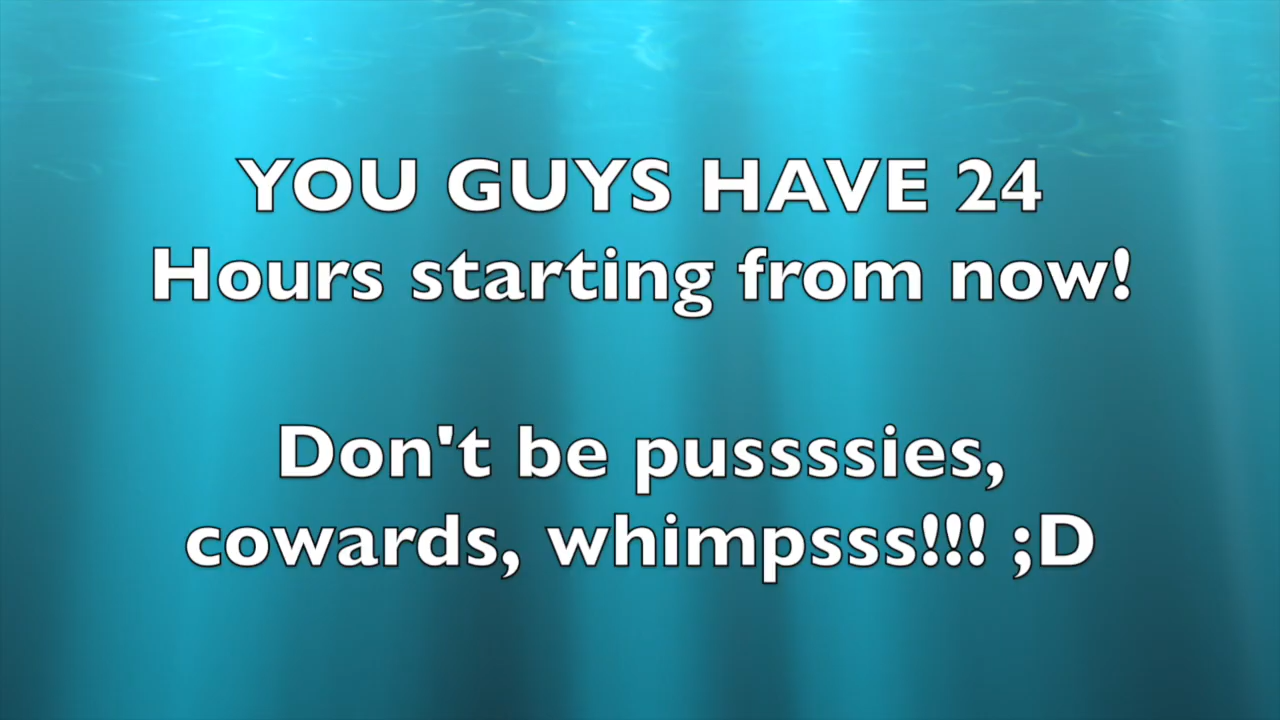 YOU GUYS HAVE 24
Hours starting from now!
Don't be pussssies,
cowards, whimpsss!!! ;D